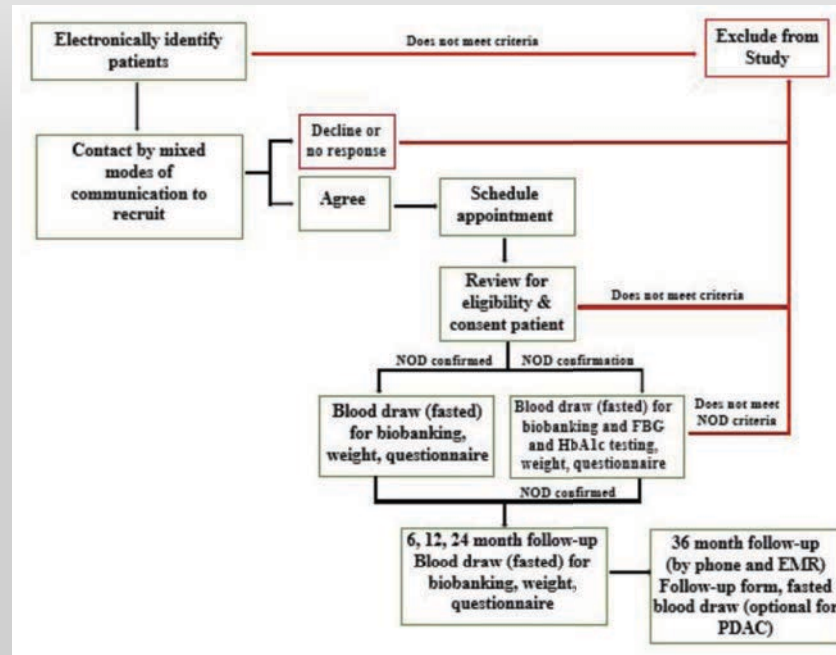 Electronically identify
patients
Does not meet criteria
Exclude from
Study
Contact by mixed
modes of
communication to
recruit
Decline or
no response
Agree
Schedule
appointment
Review for
eligibility &
consent patient
Does not meet criteria
NOD confirmed
NOD confirmation
Blood draw (fasted)
for biobanking,
weight, questionnaire
Blood draw (fasted) for
biobanking and FBG
and HbA1c testing,
weight, questionnaire
Does not meet
NOD criteria
NOD confirmed
6, 12, 24 month follow-up
Blood draw (fasted) for
biobanking, weight,
questionnaire
36 month follow-up
(by phone and EMR)
Follow-up form, fasted
blood draw (optional for
PDAC)